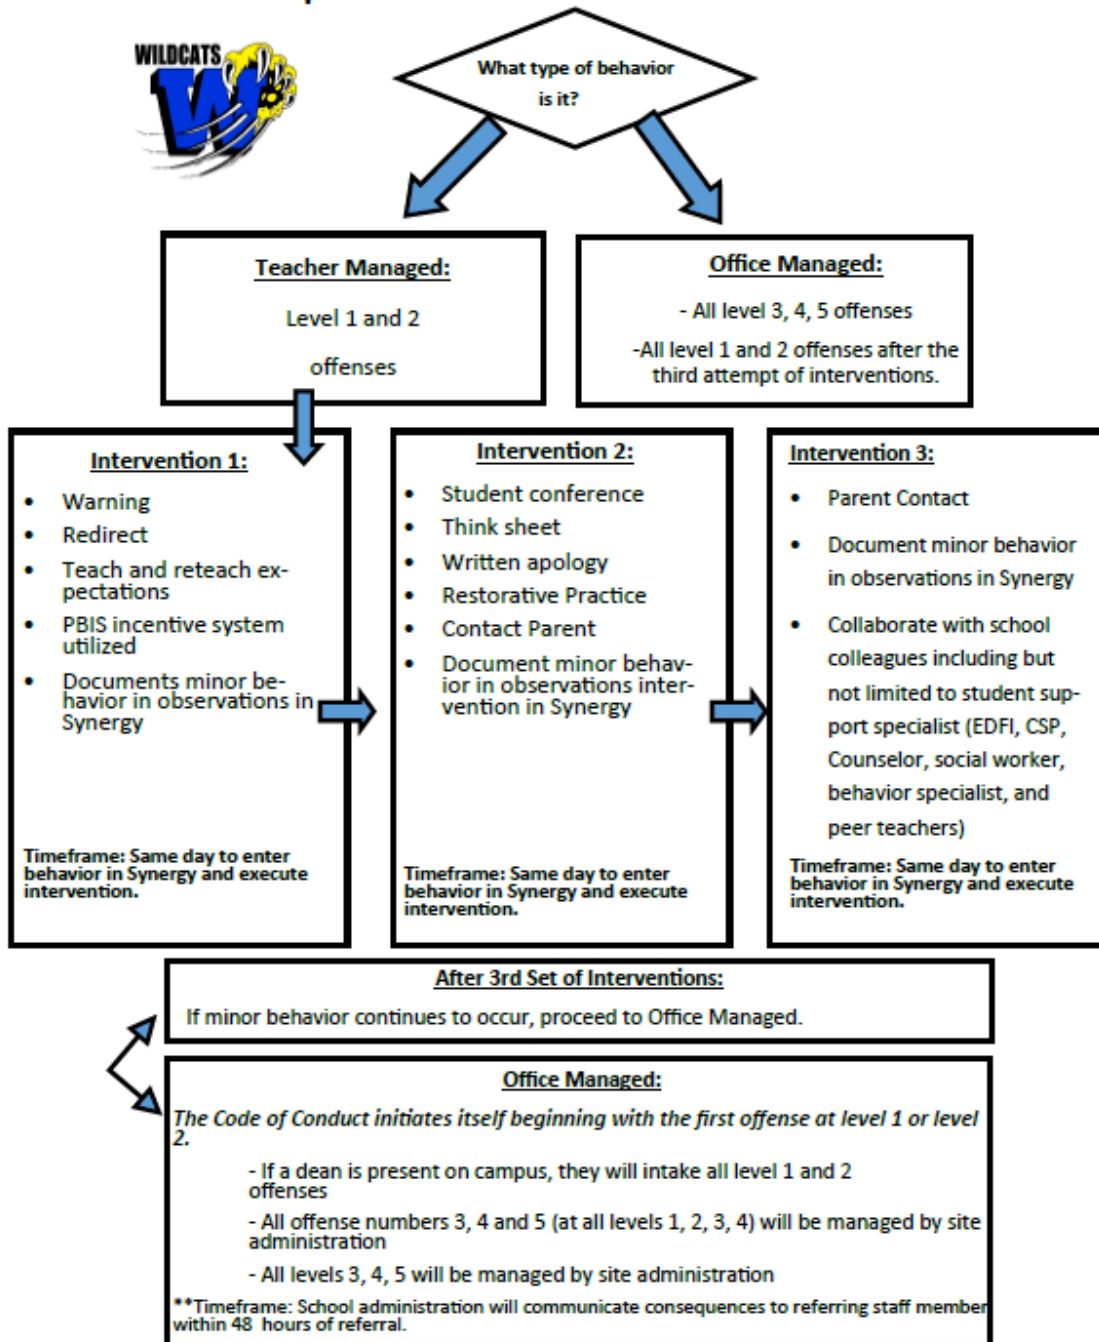 WILDCATS
W
What type of behavior
is it?
Teacher Managed:
Level 1 and 2
offenses
Office Managed:
- All level 3, 4, 5 offenses
-All level 1 and 2 offenses after the
third attempt of interventions.
Intervention 1:
• Warning
• Redirect
• Teach and reteach ex-
pectations
• PBIS incentive system
utilized
• Documents minor be-
havior in observations in
Synergy
Timeframe: Same day to enter
behavior in Synergy and execute
intervention.
Intervention 2:
• Student conference
• Think sheet
• Written apology
• Restorative Practice
• Contact Parent
• Document minor behav-
ior in observations inter-
vention in Synergy
Timeframe: Same day to enter
behavior in Synergy and execute
intervention.
Intervention 3:
• Parent Contact
• Document minor behavior
in observations in Synergy
• Collaborate with school
colleagues including but
not limited to student sup-
port specialist (EDFI, CSP,
Counselor, social worker,
behavior specialist, and
peer teachers)
Timeframe: Same day to enter
behavior in Synergy and execute
intervention.
After 3rd Set of Interventions:
If minor behavior continues to occur, proceed to Office Managed.
Office Managed:
The Code of Conduct initiates itself beginning with the first offense at level 1 or level
2.
- If a dean is present on campus, they will intake all level 1 and 2
offenses
- All offense numbers 3, 4 and 5 (at all levels 1, 2, 3, 4) will be managed by site
administration
- All levels 3, 4, 5 will be managed by site administration
**Timeframe: School administration will communicate consequences to referring staff member
within 48 hours of referral.